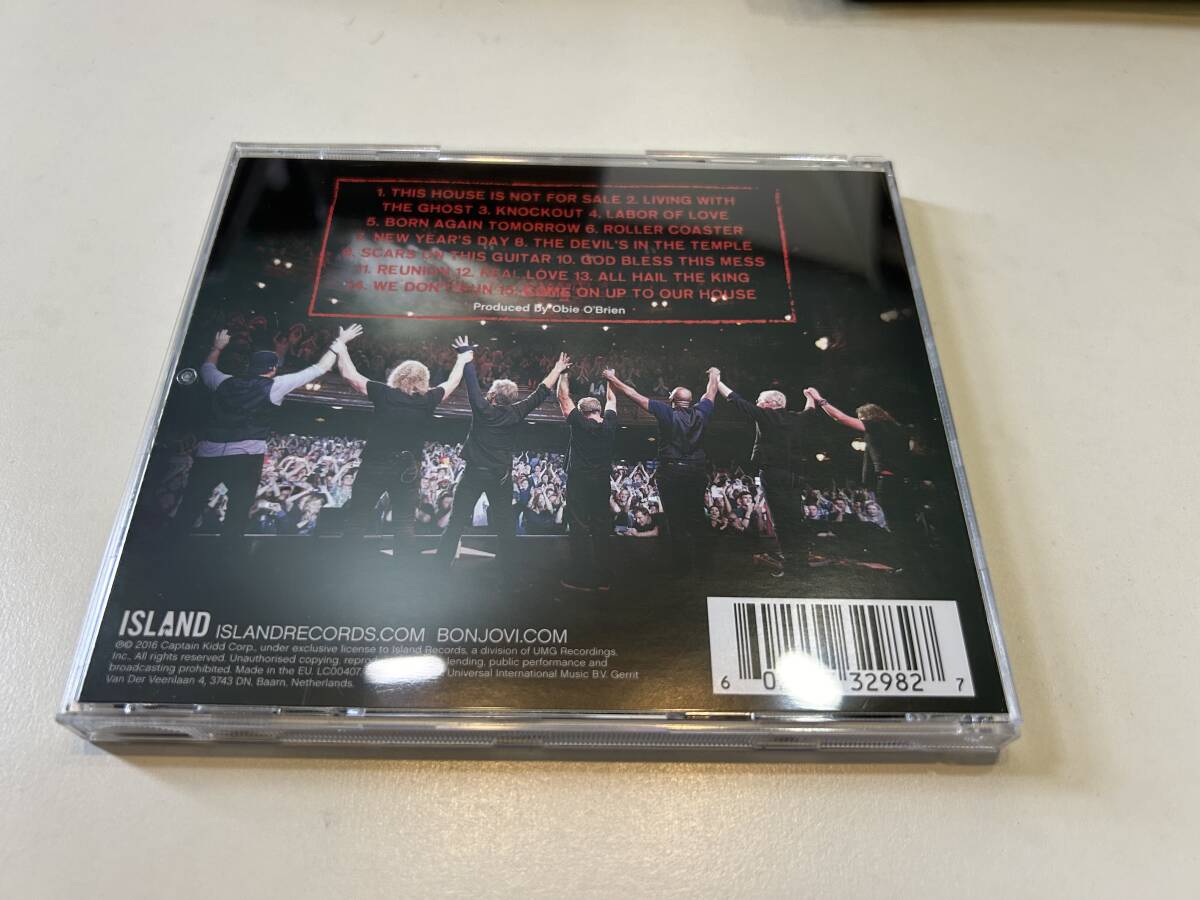 1. THIS HOUSE IS NOT FOR SALE 2. LIVING WITH
THE GHOST 3. KNOCKOUT 4. LABOR OF LOVE
5. BORN AGAIN TOMORROW 6. ROLLER COASTER
7. NEW YEAR'S DAY 8. THE DEVIL'S IN THE TEMPLE
9. SCARS ON THIS GUITAR 10. GOD BLESS THIS MESS
11. REUNION 12. REAL LOVE 13. ALL HAIL THE KING
14. WE DON'T RUN 15. COME ON UP TO OUR HOUSE
Produced by Obie O'Brien
ISLAND ISLANDRECORDS.COM BONJOVI.COM
℗© 2016 Captain Kidd Corp., under exclusive license to Island Records, a division of UMG Recordings,
Inc., All rights reserved. Unauthorised copying, lending, public performance and
broadcasting prohibited. Made in the EU. Universal International Music B.V. Gerrit
Van Der Veenlaan 4, 3743 DN, Baarn, Netherlands.
6 32982 7